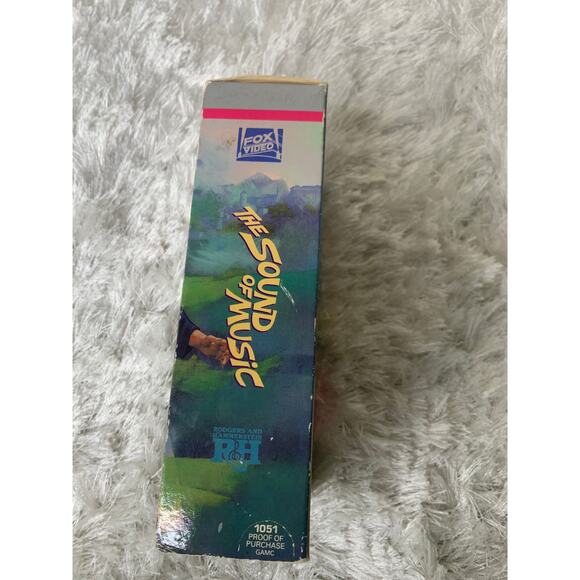 FOX
VIDEO
THE SOUND
OF MUSIC
RODGERS AND
HAMMERSTEIN
R&H
1051
PROOF OF
PURCHASE
GAMC